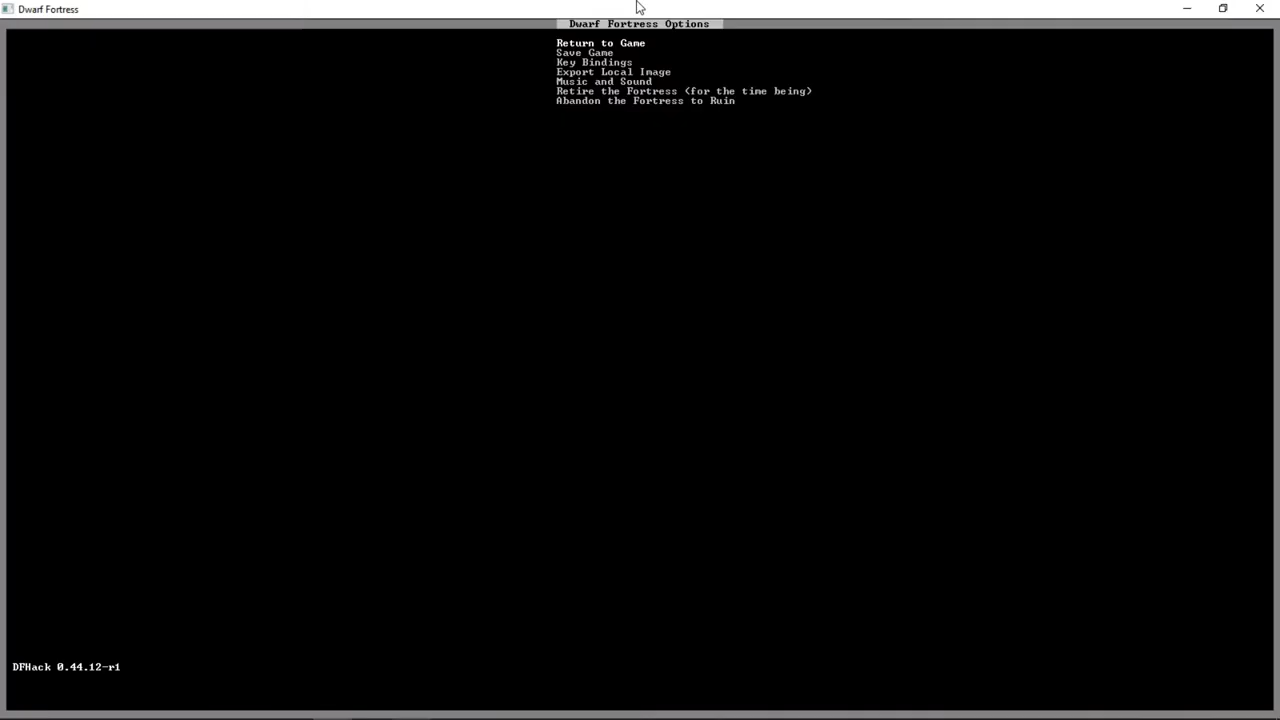 Dwarf Fortress
Dwarf Fortress Options
Return to Game
Save Game
Key Bindings
Export Local Image
Music and Sound
Retire the Fortress (for the time being)
Abandon the Fortress to Ruin
DFHack 0.44.12-r1